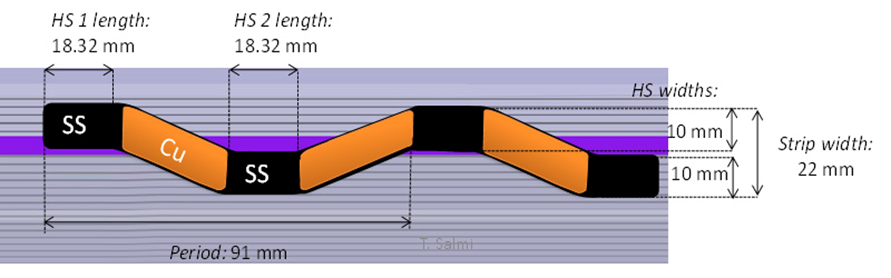 HS 1 length:
18.32 mm
HS 2 length:
18.32 mm
HS widths:
SS
10 mm
Cu
Strip width:
22 mm
SS
10 mm
Period: 91 mm
T. Salmi